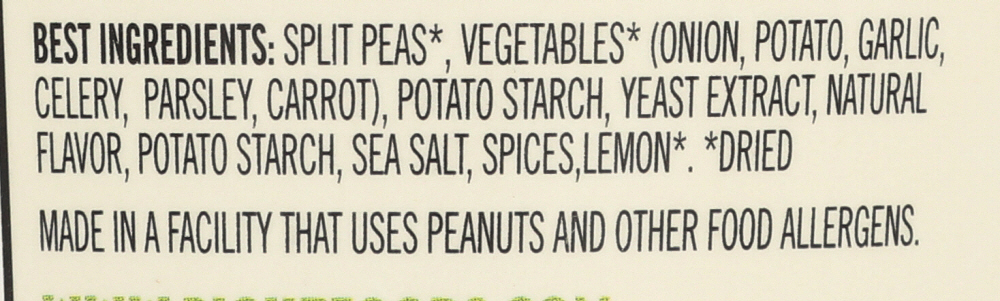 BEST INGREDIENTS: SPLIT PEAS*, VEGETABLES* (ONION, POTATO, GARLIC,
CELERY, PARSLEY, CARROT), POTATO STARCH, YEAST EXTRACT, NATURAL
FLAVOR, POTATO STARCH, SEA SALT, SPICES,LEMON*. *DRIED
MADE IN A FACILITY THAT USES PEANUTS AND OTHER FOOD ALLERGENS.